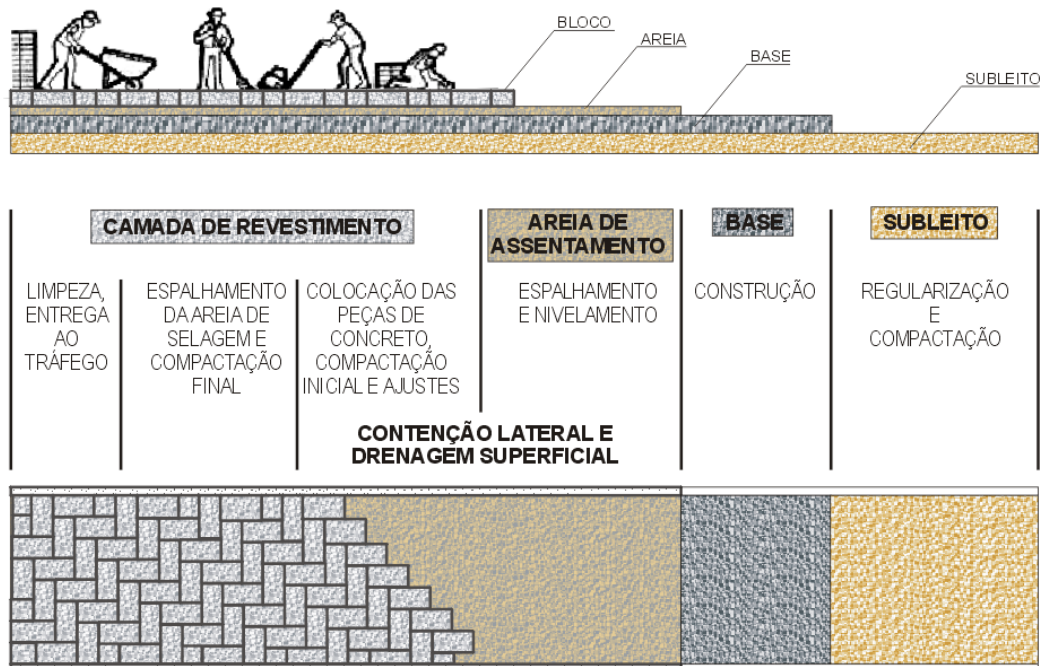 BLOCO
AREIA
BASE
SUBLEITO
CAMADA DE REVESTIMENTO
LIMPEZA,
ENTREGA
AO
TRÁFEGO
ESPALHAMENTO
DA AREIA DE
SELAGEM E
COMPACTAÇÃO
FINAL
COLOCAÇÃO DAS
PEÇAS DE
CONCRETO,
COMPACTAÇÃO
INICIAL E AJUSTES
AREIA DE
ASSENTAMENTO
ESPALHAMENTO
E NIVELAMENTO
BASE
CONSTRUÇÃO
SUBLEITO
REGULARIZAÇÃO
E
COMPACTAÇÃO
CONTENÇÃO LATERAL E
DRENAGEM SUPERFICIAL